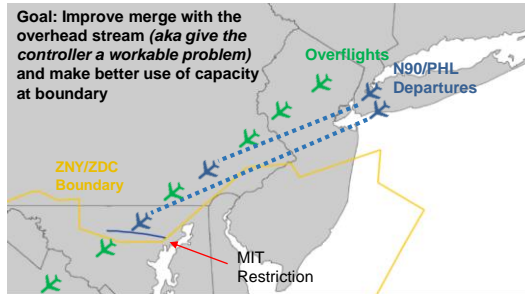 Goal: Improve merge with the
overhead stream (aka give the
controller a workable problem)
and make better use of capacity
at boundary
Overflights
N90/PHL
Departures
ZNY/ZDC
Boundary
MIT
Restriction